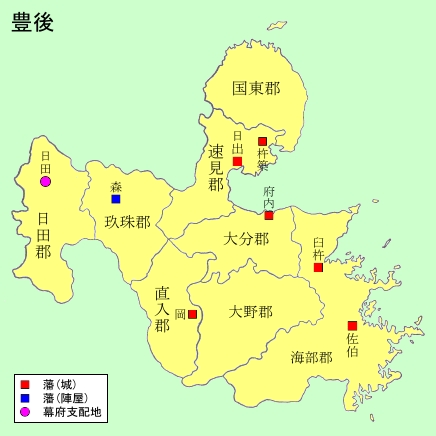 豊後
国東郡
日出
杵築
速見郡
日田
森
府内
日田郡
玖珠郡
大分郡
臼杵
直入郡
岡
大野郡
佐伯
海部郡
藩（城）
藩（陣屋）
幕府支配地